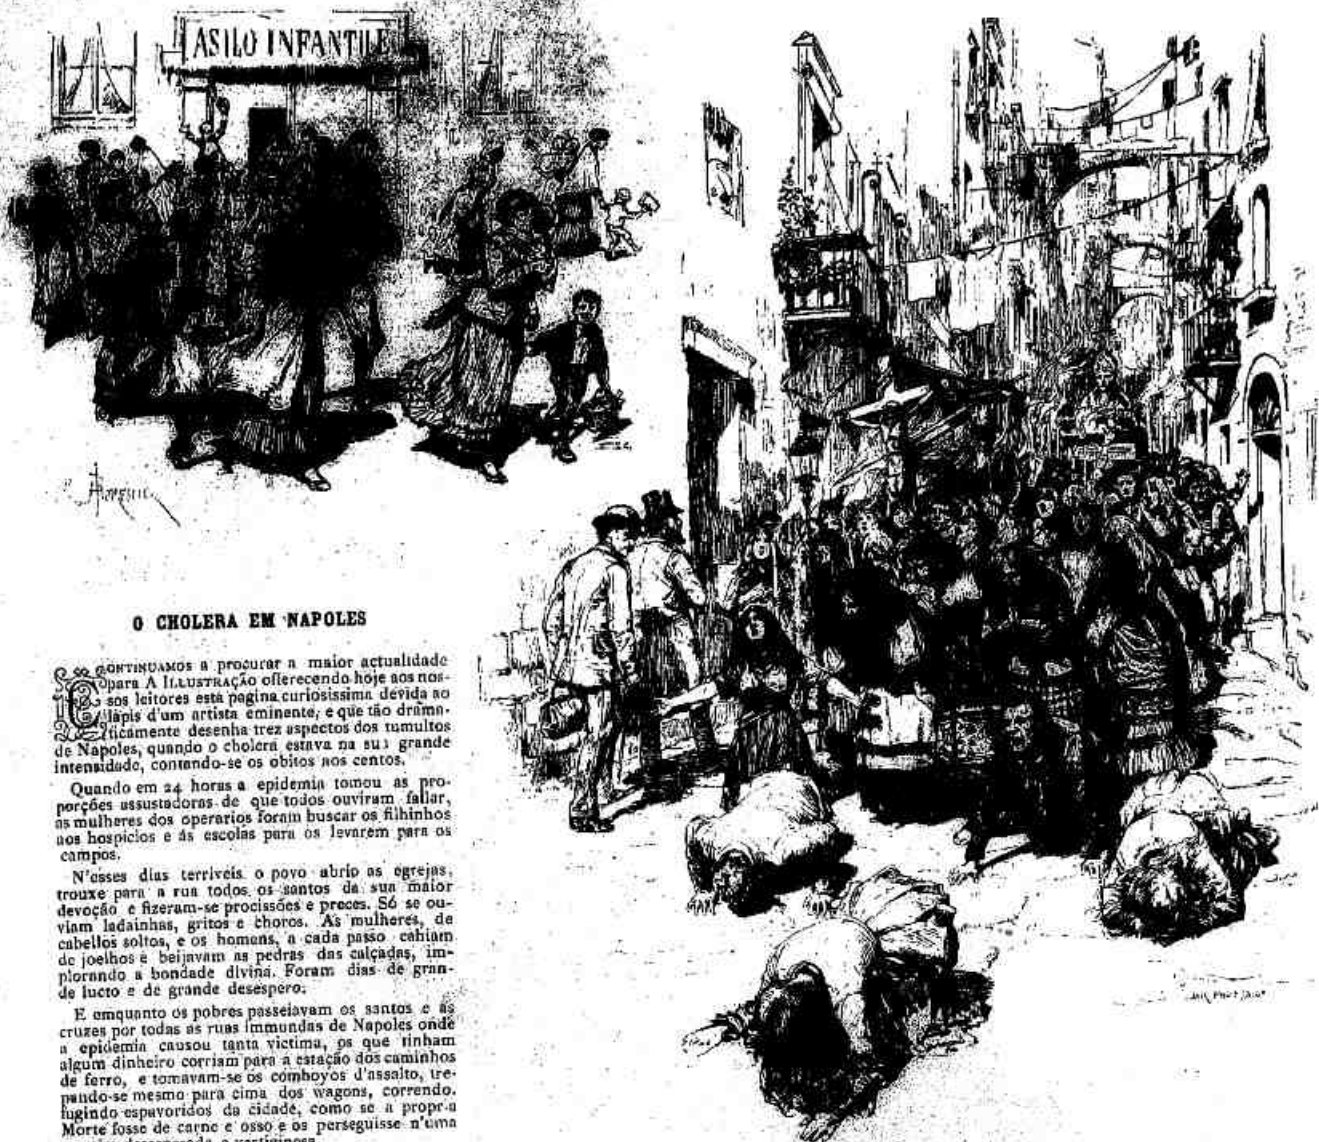 ASILO INFANTILE
O CHOLERA EM NAPOLES
CONTINUAMOS a procurar a maior actualidade
para A ILLUSTRAÇÃO offerecendo hoje aos nos-
sos leitores esta pagina curiosissima devida ao
lapis d'um artista eminente, e que tão drama-
ticamente desenha trez aspectos dos tumultos
de Napoles, quando o cholera estava na sua grande
intensidade, contando-se os obitos aos centos.
Quando em 24 horas a epidemia tomou as pro-
porções assustadoras de que todos ouviram fallar,
as mulheres dos operarios foram buscar os filhinhos
aos hospicios e ás escolas para os levarem para os
campos.
N'esses dias terriveis o povo abrio as egrejas,
trouxe para a rua todos os santos da sua maior
devoção e fizeram-se procissões e preces. Só se ou-
viam ladainhas, gritos e choros. As mulheres, de
cabellos soltos, e os homens, a cada passo cahiam
de joelhos e beijavam as pedras das calçadas, im-
plorando a bondade divina. Foram dias de gran-
de lucto e de grande desespero.
E emquanto os pobres passeiavam os santos e as
cruzes por todas as ruas immundas de Napoles onde
a epidemia causou tanta victima, os que tinham
algum dinheiro corriam para a estação dos caminhos
de ferro, e tomavam-se os comboyos d'assalto, tre-
pando-se mesmo para cima dos wagons, correndo,
fugindo espavoridos da cidade, como se a propria
Morte fosse de carne e osso e os perseguisse n'uma